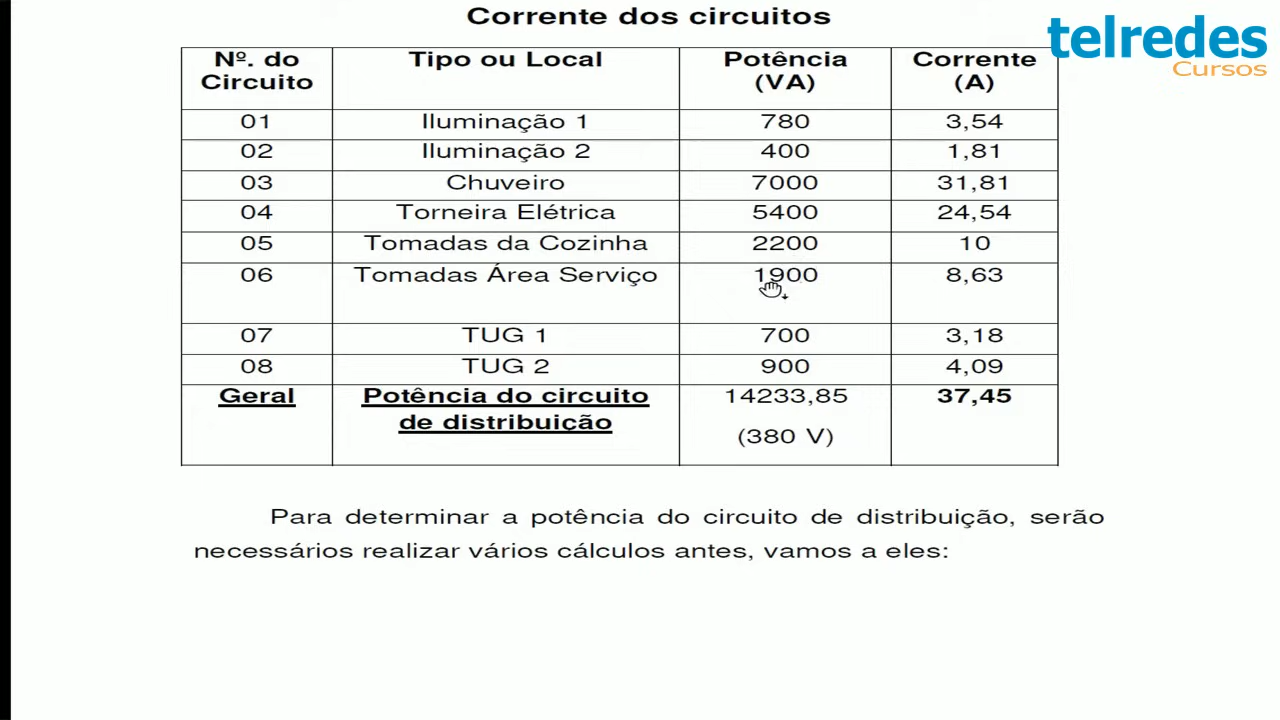 Corrente dos circuitos
telredes
Cursos
Nº. do Circuito Tipo ou Local Potência (VA) Corrente (A)
01 Iluminação 1 780 3,54
02 Iluminação 2 400 1,81
03 Chuveiro 7000 31,81
04 Torneira Elétrica 5400 24,54
05 Tomadas da Cozinha 2200 10
06 Tomadas Área Serviço 1900 8,63
07 TUG 1 700 3,18
08 TUG 2 900 4,09
Geral Potência do circuito de distribuição 14233,85 (380 V) 37,45
Para determinar a potência do circuito de distribuição, serão
necessários realizar vários cálculos antes, vamos a eles: